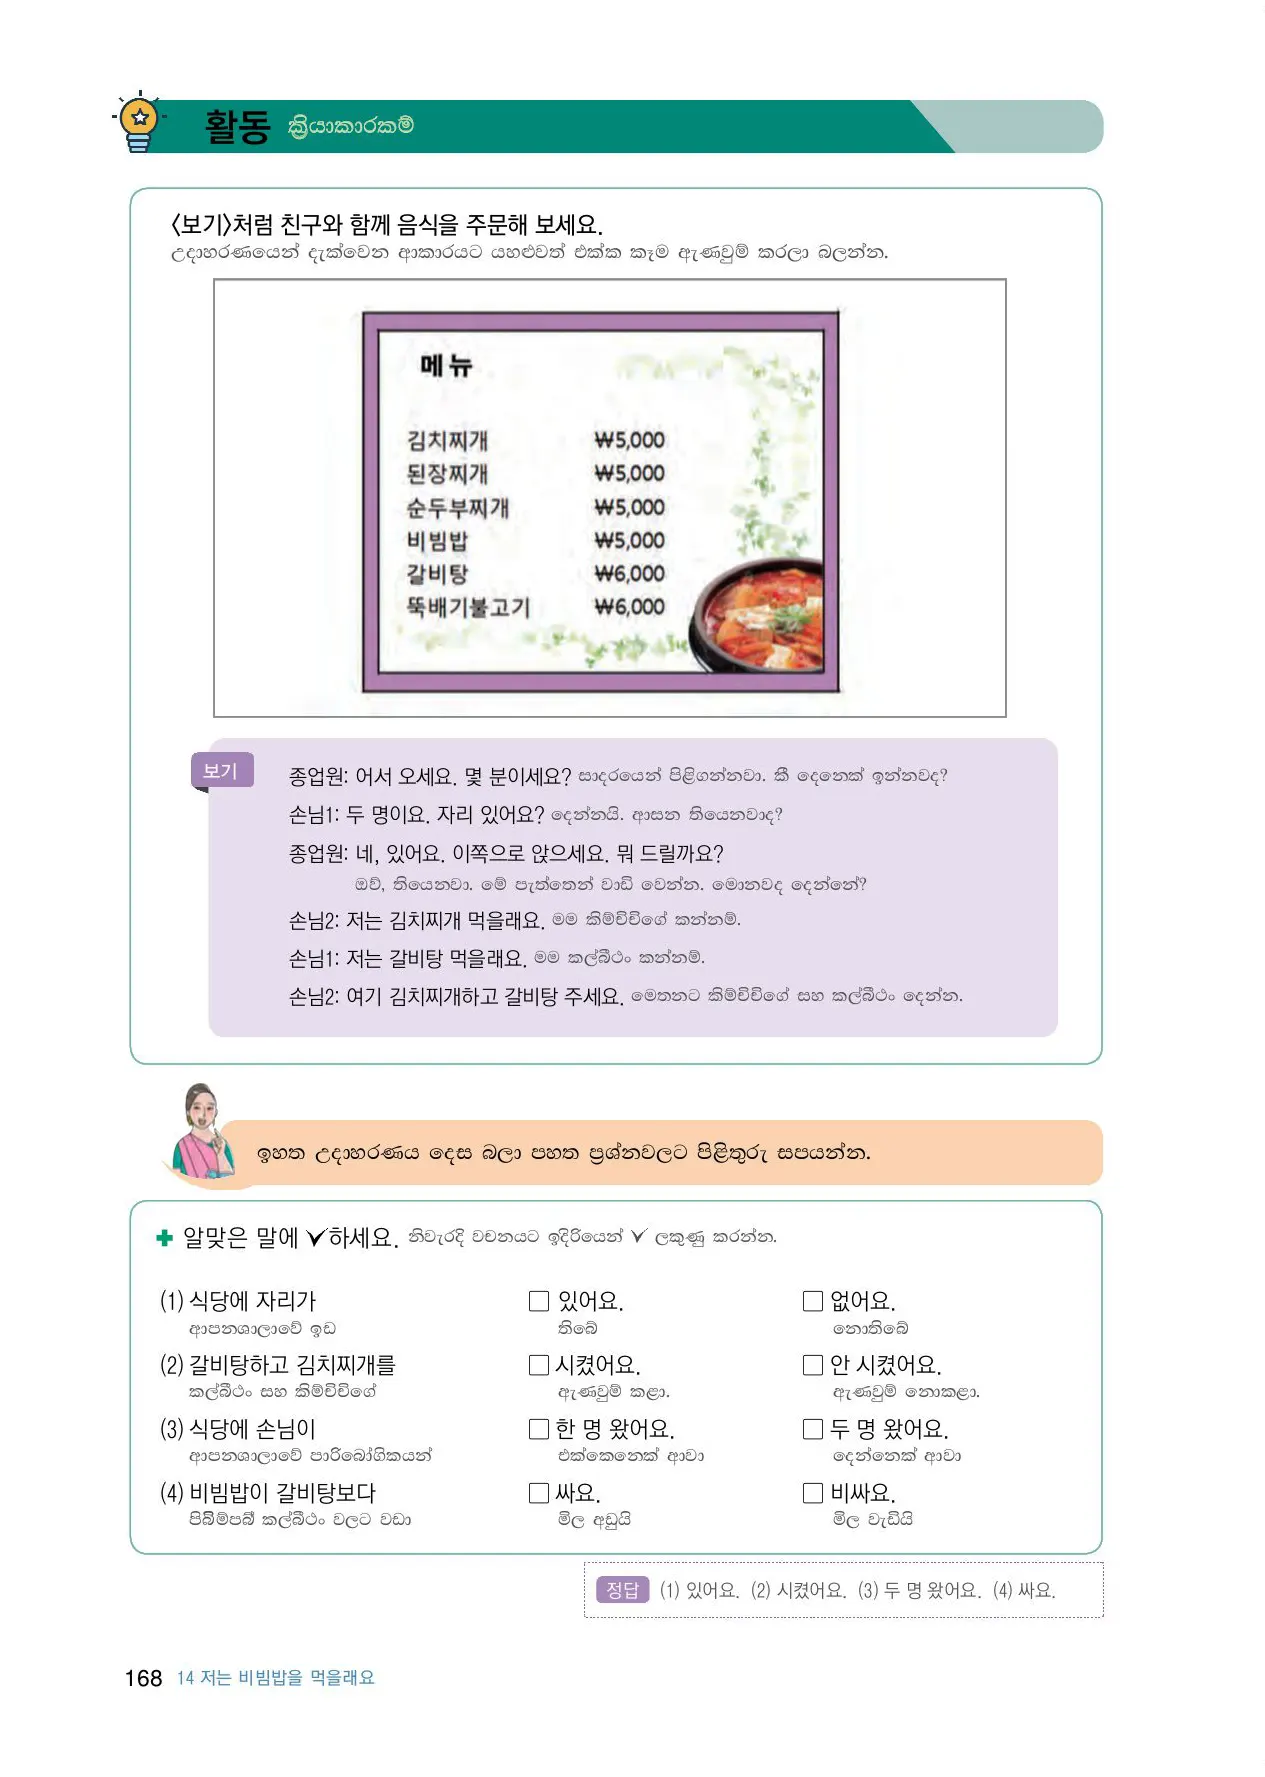 활동 ක්‍රියාකාරකම්
〈보기〉처럼 친구와 함께 음식을 주문해 보세요.
උදාහරණයෙන් දැක්වෙන ආකාරයට යහළුවත් එක්ක කෑම ඇණවුම් කරලා බලන්න.
메뉴
김치찌개 ₩5,000
된장찌개 ₩5,000
순두부찌개 ₩5,000
비빔밥 ₩5,000
갈비탕 ₩6,000
뚝배기불고기 ₩6,000
보기
종업원: 어서 오세요. 몇 분이세요? සාදරයෙන් පිළිගන්නවා. කී දෙනෙක් ඉන්නවද?
손님1: 두 명이요. 자리 있어요? දෙන්නයි. ආසන තියෙනවාද?
종업원: 네, 있어요. 이쪽으로 앉으세요. 뭐 드릴까요?
ඔව්, තියෙනවා. මේ පැත්තෙන් වාඩි වෙන්න. මොනවද දෙන්නේ?
손님2: 저는 김치찌개 먹을래요. මම කිම්චිචිගේ කන්නම්.
손님1: 저는 갈비탕 먹을래요. මම කල්බීථං කන්නම්.
손님2: 여기 김치찌개하고 갈비탕 주세요. මෙතනට කිම්චිචිගේ සහ කල්බීථං දෙන්න.
ඉහත උදාහරණය දෙස බලා පහත ප්‍රශ්නවලට පිළිතුරු සපයන්න.
✚ 알맞은 말에 ✓하세요. නිවැරදි වචනයට ඉදිරියෙන් ✓ ලකුණු කරන්න.
(1) 식당에 자리가 □ 있어요. □ 없어요.
ආපනශාලාවේ ඉඩ තිබේ නොතිබේ
(2) 갈비탕하고 김치찌개를 □ 시켰어요. □ 안 시켰어요.
කල්බීථං සහ කිම්චිචිගේ ඇණවුම් කළා. ඇණවුම් නොකළා.
(3) 식당에 손님이 □ 한 명 왔어요. □ 두 명 왔어요.
ආපනශාලාවේ පාරිබෝගිකයන් එක්කෙනෙක් ආවා දෙන්නෙක් ආවා
(4) 비빔밥이 갈비탕보다 □ 싸요. □ 비싸요.
පිබිම්පබ් කල්බීථං වලට වඩා මිල අඩුයි මිල වැඩියි
정답 (1) 있어요. (2) 시켰어요. (3) 두 명 왔어요. (4) 싸요.
168 14 저는 비빔밥을 먹을래요